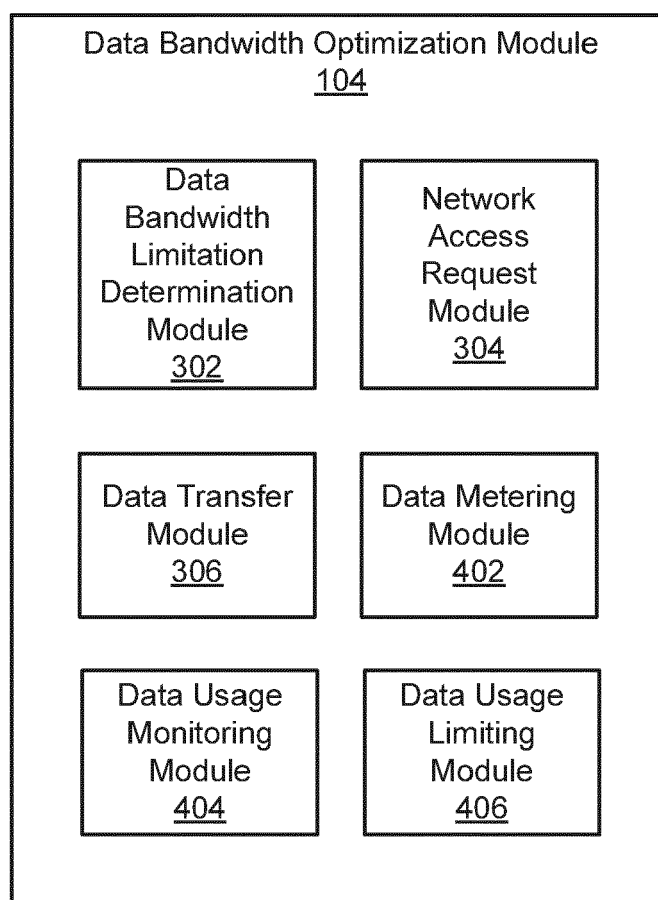 Data Bandwidth Optimization Module
104
Data
Bandwidth
Limitation
Determination
Module
302
Network
Access
Request
Module
304
Data Transfer
Module
306
Data Metering
Module
402
Data Usage
Monitoring
Module
404
Data Usage
Limiting
Module
406